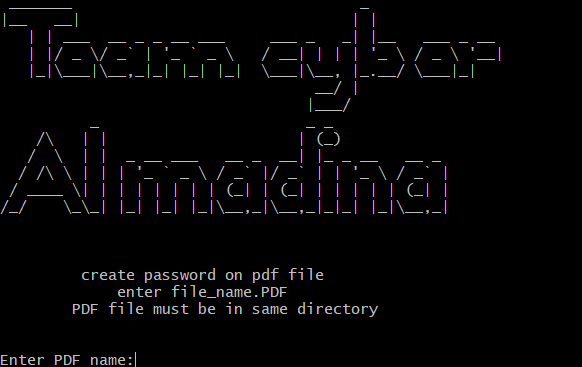 Team cyber
Almadina
create password on pdf file
enter file_name.PDF
PDF file must be in same directory
Enter PDF name: